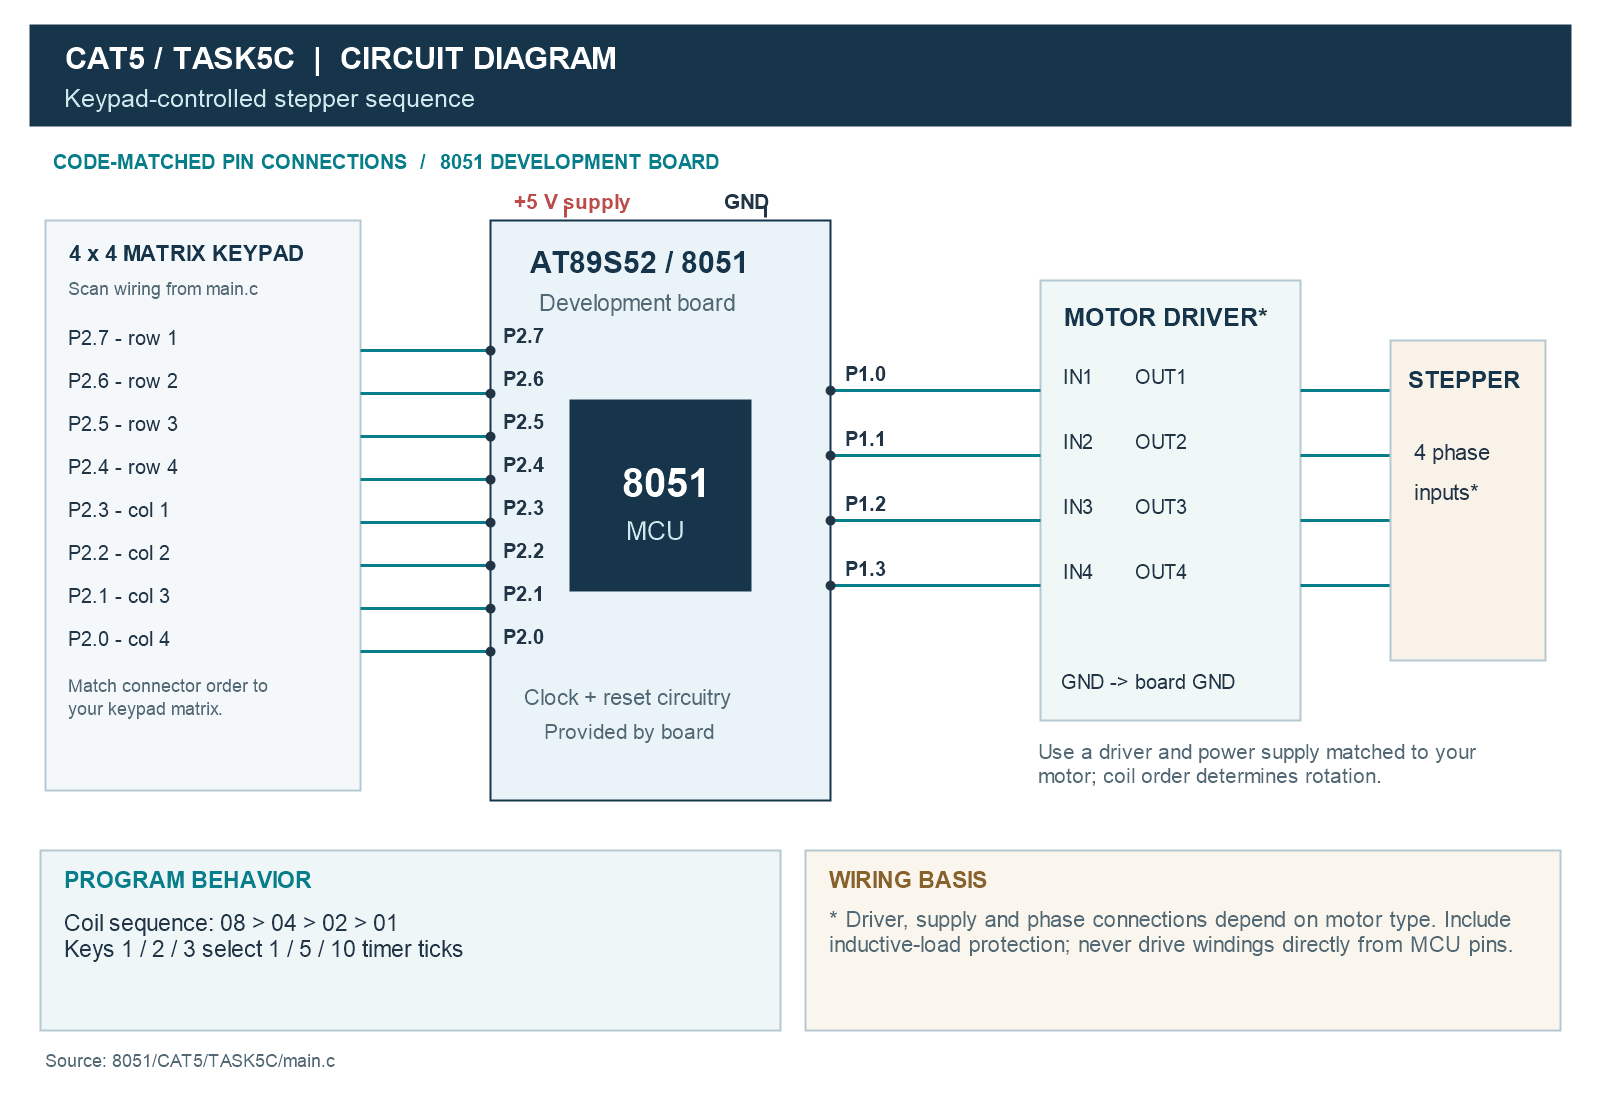 CAT5 / TASK5C | CIRCUIT DIAGRAM
Keypad-controlled stepper sequence
CODE-MATCHED PIN CONNECTIONS / 8051 DEVELOPMENT BOARD
+5 V supply
GND
4 x 4 MATRIX KEYPAD
Scan wiring from main.c
P2.7 - row 1
P2.6 - row 2
P2.5 - row 3
P2.4 - row 4
P2.3 - col 1
P2.2 - col 2
P2.1 - col 3
P2.0 - col 4
Match connector order to
your keypad matrix.
AT89S52 / 8051
Development board
P2.7
P2.6
P2.5
P2.4
P2.3
P2.2
P2.1
P2.0
8051
MCU
Clock + reset circuitry
Provided by board
P1.0
P1.1
P1.2
P1.3
MOTOR DRIVER*
IN1 OUT1
IN2 OUT2
IN3 OUT3
IN4 OUT4
GND -> board GND
STEPPER
4 phase
inputs*
Use a driver and power supply matched to your
motor; coil order determines rotation.
PROGRAM BEHAVIOR
Coil sequence: 08 > 04 > 02 > 01
Keys 1 / 2 / 3 select 1 / 5 / 10 timer ticks
WIRING BASIS
* Driver, supply and phase connections depend on motor type. Include
inductive-load protection; never drive windings directly from MCU pins.
Source: 8051/CAT5/TASK5C/main.c